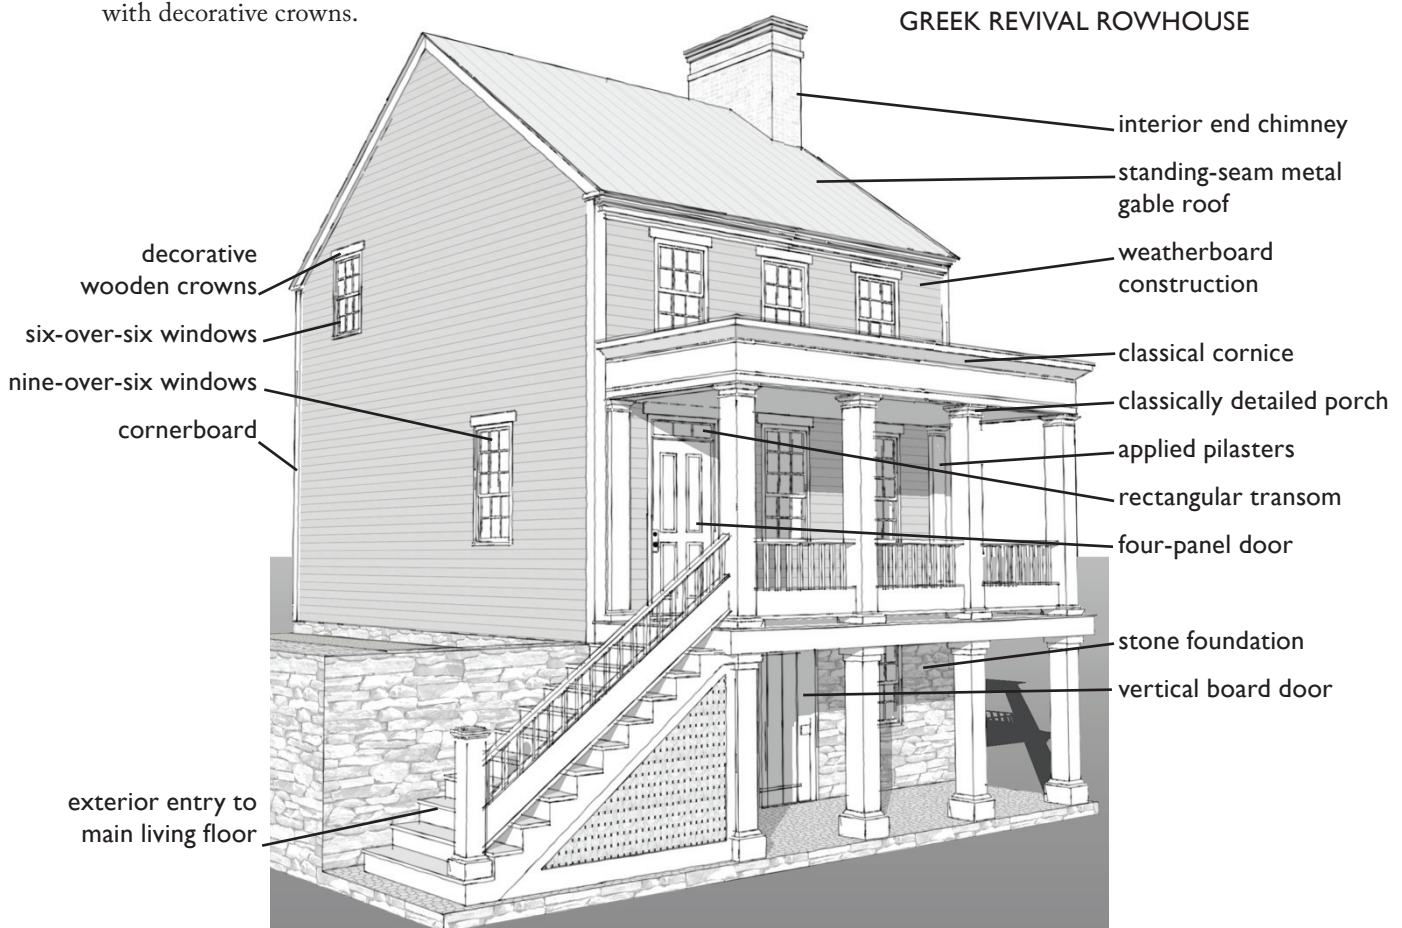 with decorative crowns.
GREEK REVIVAL ROWHOUSE
interior end chimney
standing-seam metal
gable roof
weatherboard
construction
classical cornice
classically detailed porch
applied pilasters
rectangular transom
four-panel door
stone foundation
vertical board door
decorative
wooden crowns
six-over-six windows
nine-over-six windows
cornerboard
exterior entry to
main living floor